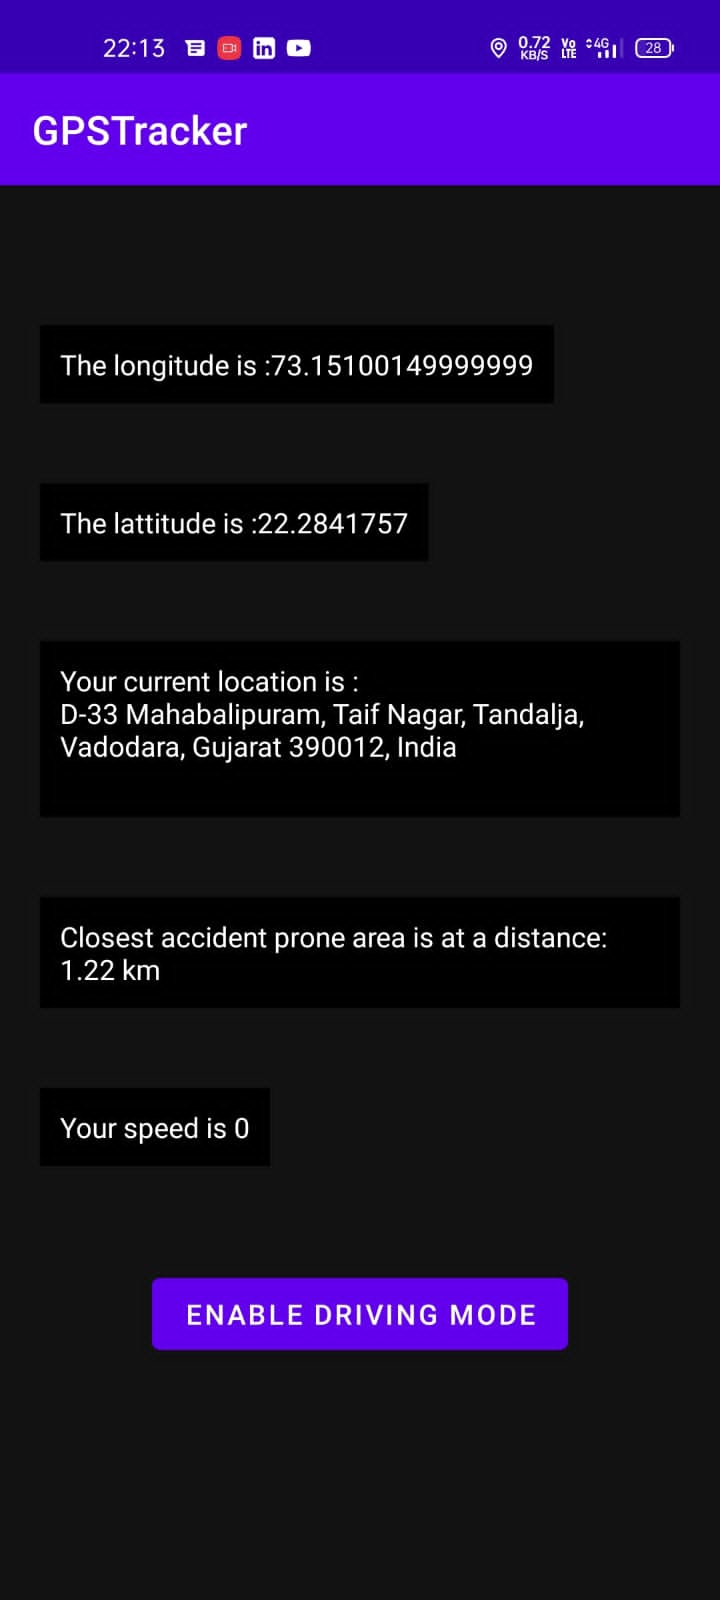 22:13 0.72 KB/S Vo LTE 4G 28
GPSTracker
The longitude is :73.15100149999999
The lattitude is :22.2841757
Your current location is :
D-33 Mahabalipuram, Taif Nagar, Tandalja,
Vadodara, Gujarat 390012, India
Closest accident prone area is at a distance:
1.22 km
Your speed is 0
ENABLE DRIVING MODE